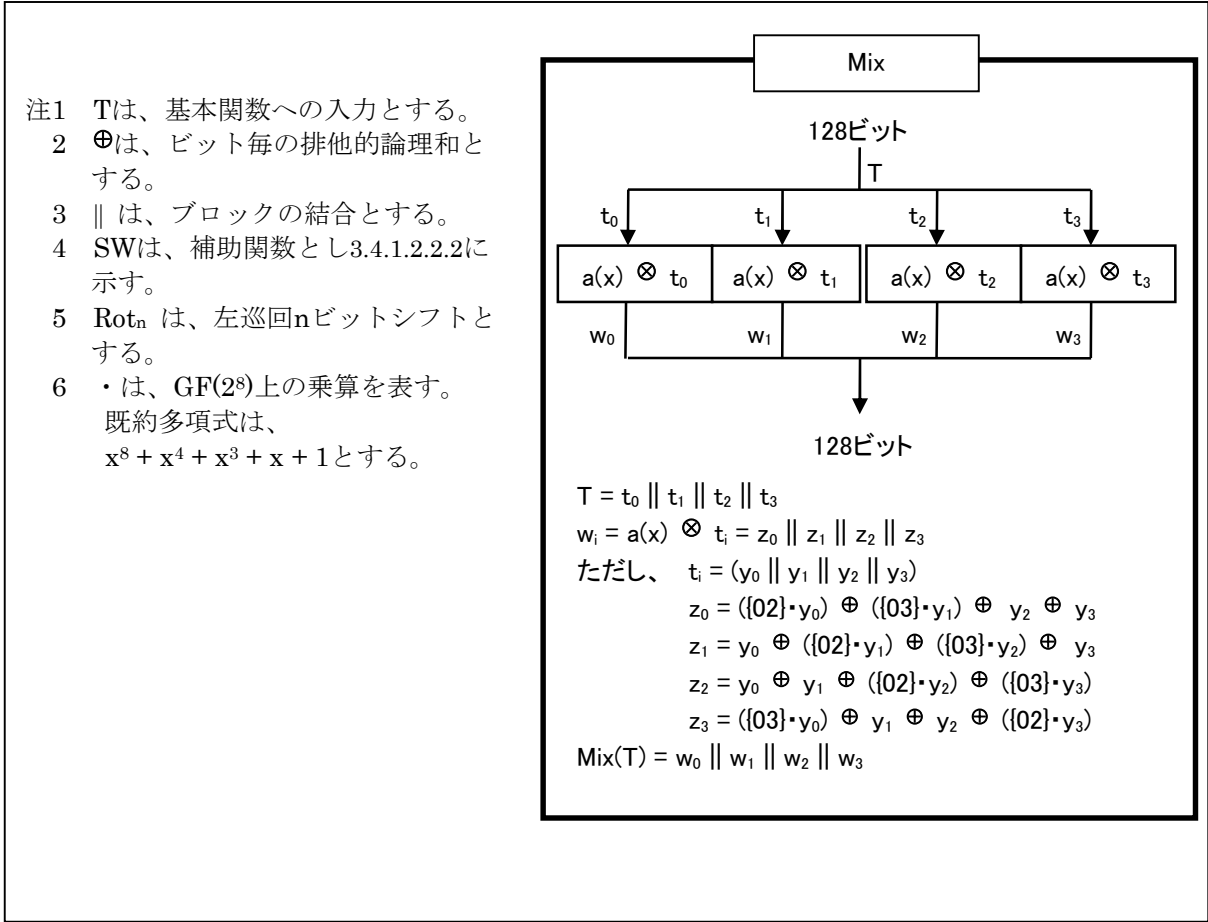 注1 Tは、基本関数への入力とする。
2 ⊕は、ビット毎の排他的論理和と
する。
3 ‖ は、ブロックの結合とする。
4 SWは、補助関数とし3.4.1.2.2.2に
示す。
5 Rotₙ は、左巡回nビットシフトと
する。
6 ・は、GF(2⁸)上の乗算を表す。
既約多項式は、
x⁸ + x⁴ + x³ + x + 1とする。
Mix
128ビット
T
t₀ t₁ t₂ t₃
a(x) ⊗ t₀ a(x) ⊗ t₁ a(x) ⊗ t₂ a(x) ⊗ t₃
w₀ w₁ w₂ w₃
128ビット
T = t₀ || t₁ || t₂ || t₃
wᵢ = a(x) ⊗ tᵢ = z₀ || z₁ || z₂ || z₃
ただし、 tᵢ = (y₀ || y₁ || y₂ || y₃)
z₀ = ({02}・y₀) ⊕ ({03}・y₁) ⊕ y₂ ⊕ y₃
z₁ = y₀ ⊕ ({02}・y₁) ⊕ ({03}・y₂) ⊕ y₃
z₂ = y₀ ⊕ y₁ ⊕ ({02}・y₂) ⊕ ({03}・y₃)
z₃ = ({03}・y₀) ⊕ y₁ ⊕ y₂ ⊕ ({02}・y₃)
Mix(T) = w₀ || w₁ || w₂ || w₃